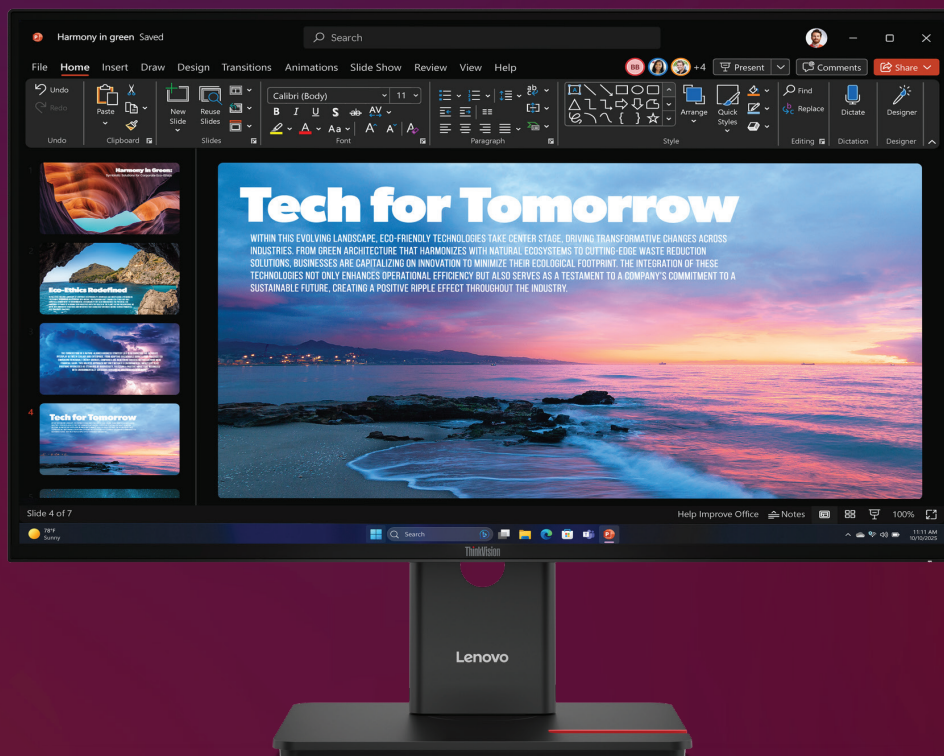 Harmony in green Saved
Search
File Home Insert Draw Design Transitions Animations Slide Show Review View Help
BB
+4
Present
Comments
Share
Undo
Redo
Undo
Paste
Clipboard
New Slide
Reuse Slides
Slides
Calibri (Body) 11
B I U S ab AV
A Aa A A A
Font
Paragraph
Arrange
Quick Styles
Style
Find
Replace
Editing
Dictate
Dictation
Designer
Designer
Harmony in Green:
Eco-Ethics Redefined
4
Tech for Tomorrow
Tech for Tomorrow
WITHIN THIS EVOLVING LANDSCAPE, ECO-FRIENDLY TECHNOLOGIES TAKE CENTER STAGE, DRIVING TRANSFORMATIVE CHANGES ACROSS
INDUSTRIES. FROM GREEN ARCHITECTURE THAT HARMONIZES WITH NATURAL ECOSYSTEMS TO CUTTING-EDGE WASTE REDUCTION
SOLUTIONS, BUSINESSES ARE CAPITALIZING ON INNOVATION TO MINIMIZE THEIR ECOLOGICAL FOOTPRINT. THE INTEGRATION OF THESE
TECHNOLOGIES NOT ONLY ENHANCES OPERATIONAL EFFICIENCY BUT ALSO SERVES AS A TESTAMENT TO A COMPANY'S COMMITMENT TO A
SUSTAINABLE FUTURE, CREATING A POSITIVE RIPPLE EFFECT THROUGHOUT THE INDUSTRY.
Slide 4 of 7
Help Improve Office Notes 100%
78°F
Sunny
Search
11:11 AM
10/10/2025
ThinkVision
Lenovo